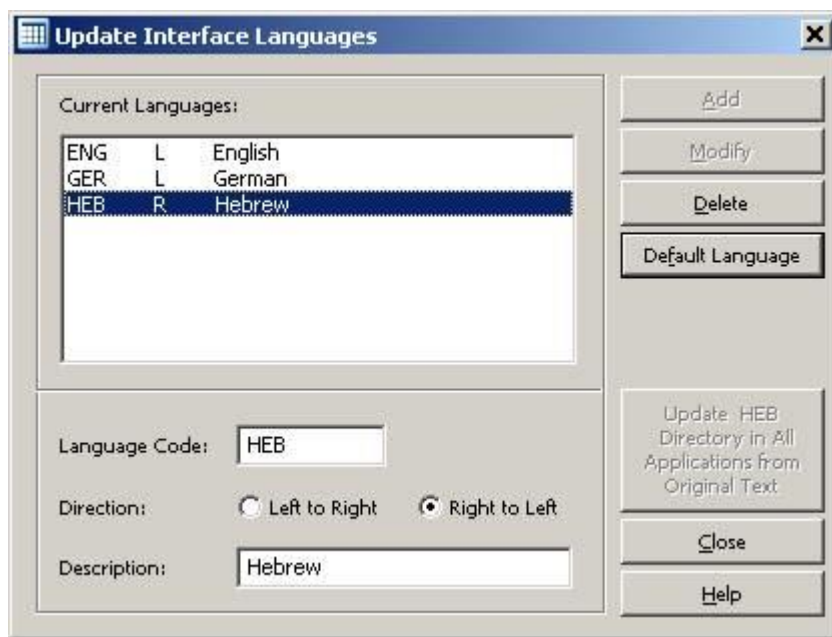 Update Interface Languages
Current Languages:
ENG L English
GER L German
HEB R Hebrew
Add
Modify
Delete
Default Language
Language Code: HEB
Direction: Left to Right Right to Left
Description: Hebrew
Update HEB
Directory in All
Applications from
Original Text
Close
Help